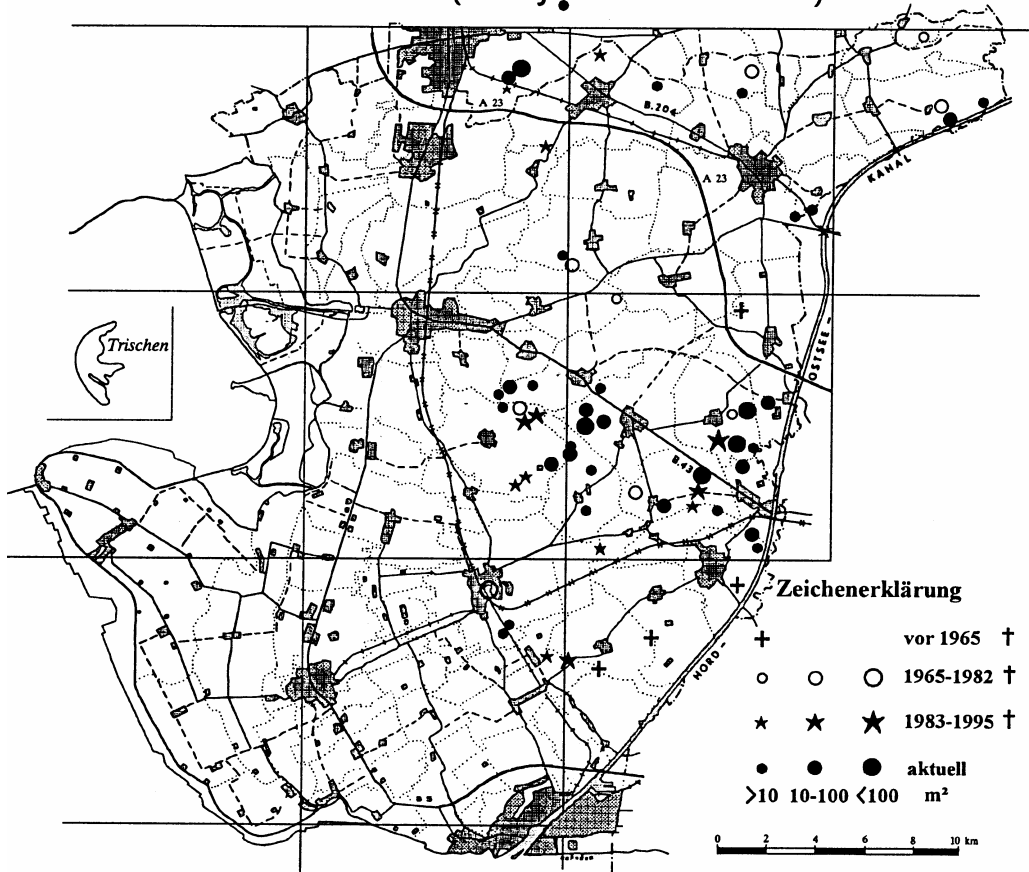 A 23
B.204
A 23
KANAL
OSTSEE -
Trischen
B.43
Zeichenerklärung
+ vor 1965 †
1965-1982 †
1983-1995 †
aktuell
>10 10-100 <100 m²
- NORD -
0 2 4 6 8 10 km